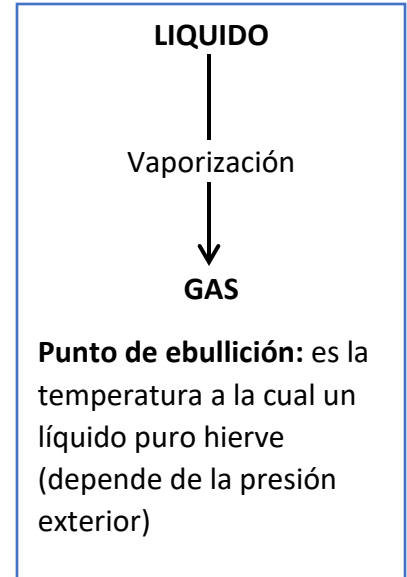 LIQUIDO
Vaporización
GAS
Punto de ebullición: es la
temperatura a la cual un
líquido puro hierve
(depende de la presión
exterior)